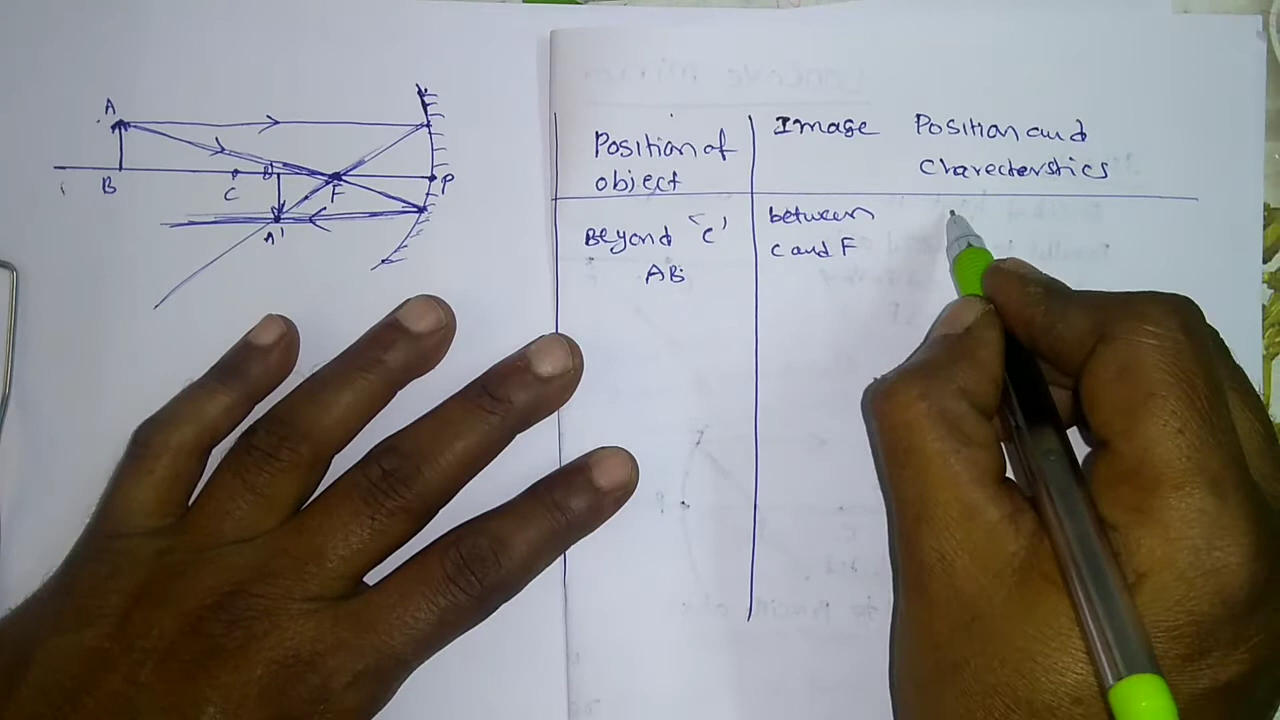 A
B
C
B'
F
P
A'
Position of
object
Image Position and
charecterstics
Beyond 'c'
AB
between
c and F